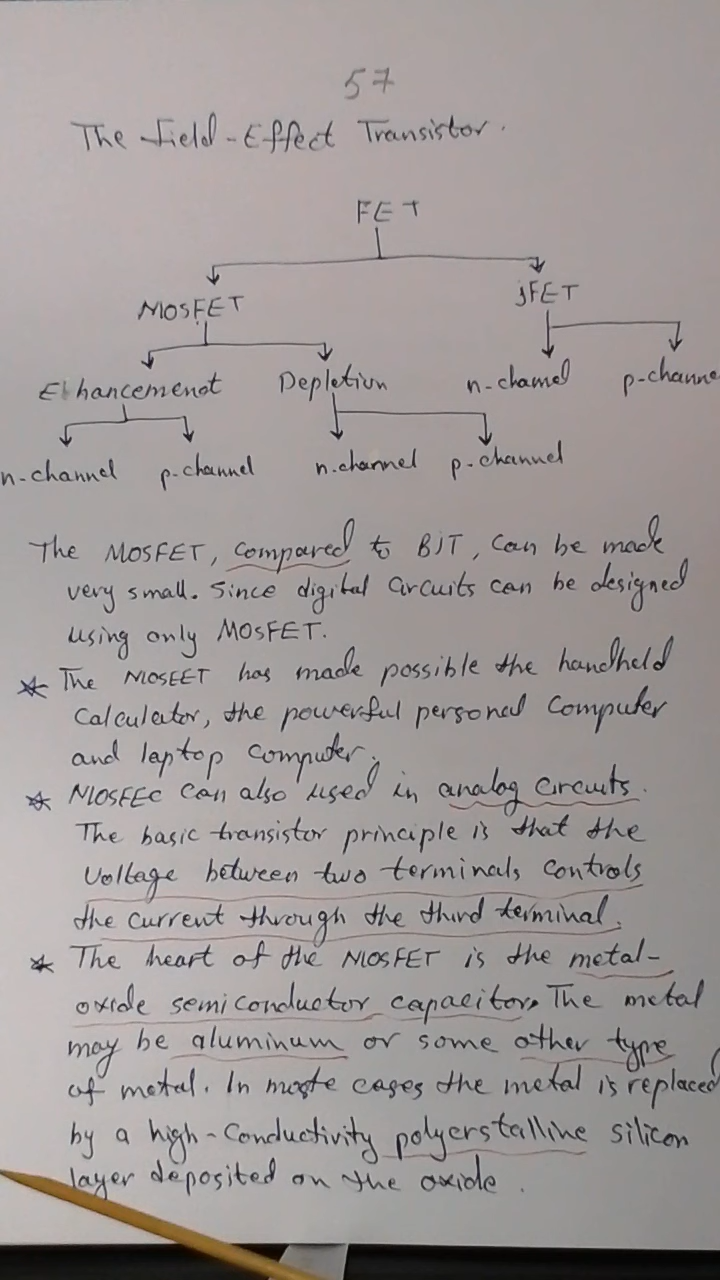 57
The Field-Effect Transistor.
FET
MOSFET jFET
Enhancemenot Depletion n-channel p-channe
n-channel p-channel n-channel p-channel
The MOSFET, compared to BJT, can be made
very small. Since digital circuits can be designed
using only MOSFET.
* The MOSFET has made possible the handheld
calculator, the powerful personal computer
and laptop computer.
* MOSFEC can also used in analog circuits.
The basic transistor principle is that the
voltage between two terminals controls
the current through the third terminal.
* The heart of the MOSFET is the metal-
oxide semiconductor capacitor. The metal
may be aluminum or some other type
of metal. In moste cases the metal is replaced
by a high-conductivity polycrstalline silicon
layer deposited on the oxide.